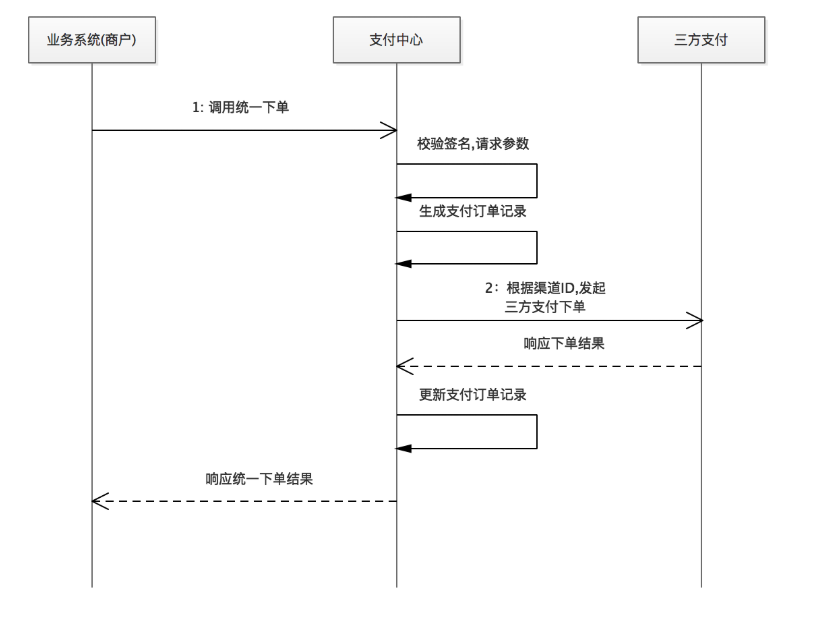 业务系统(商户)
支付中心
三方支付
1: 调用统一下单
校验签名,请求参数
生成支付订单记录
2：根据渠道ID,发起
三方支付下单
响应下单结果
更新支付订单记录
响应统一下单结果